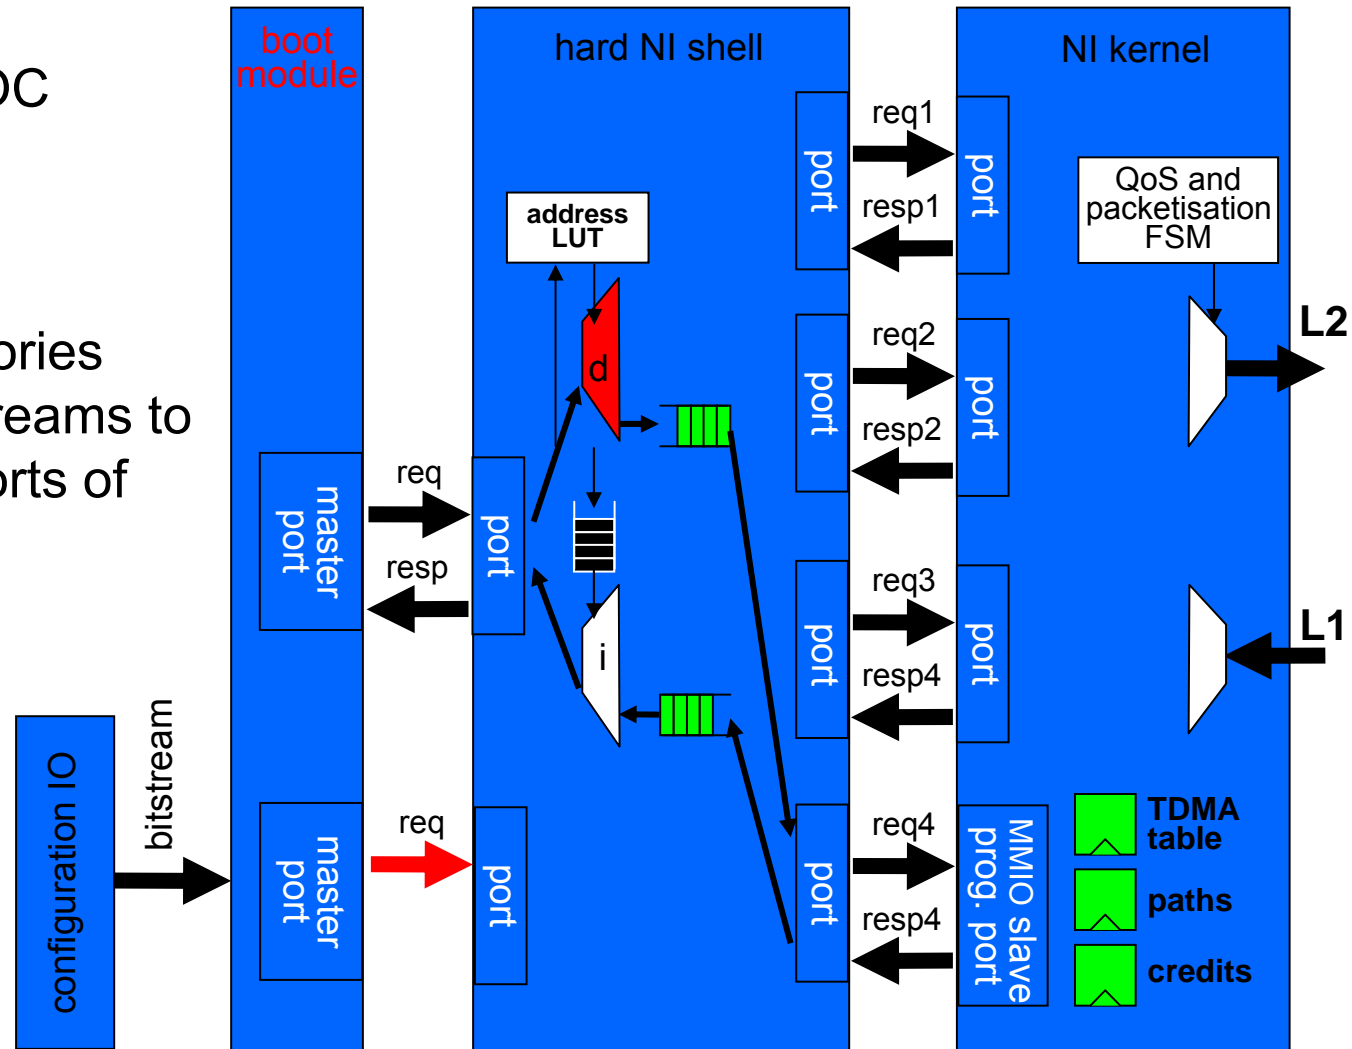 OC
ories
reams to
orts of
boot
module
hard NI shell
NI kernel
address
LUT
d
i
port
req1
resp1
port
QoS and
packetisation
FSM
L2
port
req2
resp2
port
master
port
req
resp
port
port
req3
resp4
port
L1
configuration IO
bitstream
master
port
req
port
port
req4
resp4
MMIO slave
prog. port
TDMA
table
paths
credits